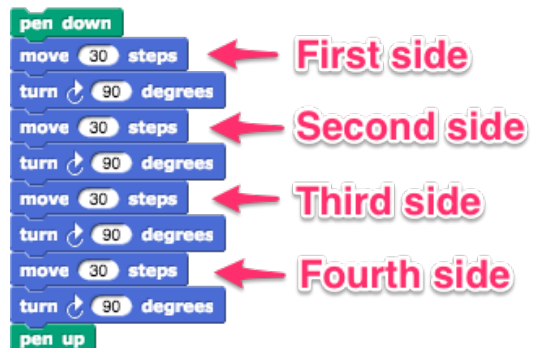 pen down
move 30 steps First side
turn 90 degrees
move 30 steps Second side
turn 90 degrees
move 30 steps Third side
turn 90 degrees
move 30 steps Fourth side
turn 90 degrees
pen up